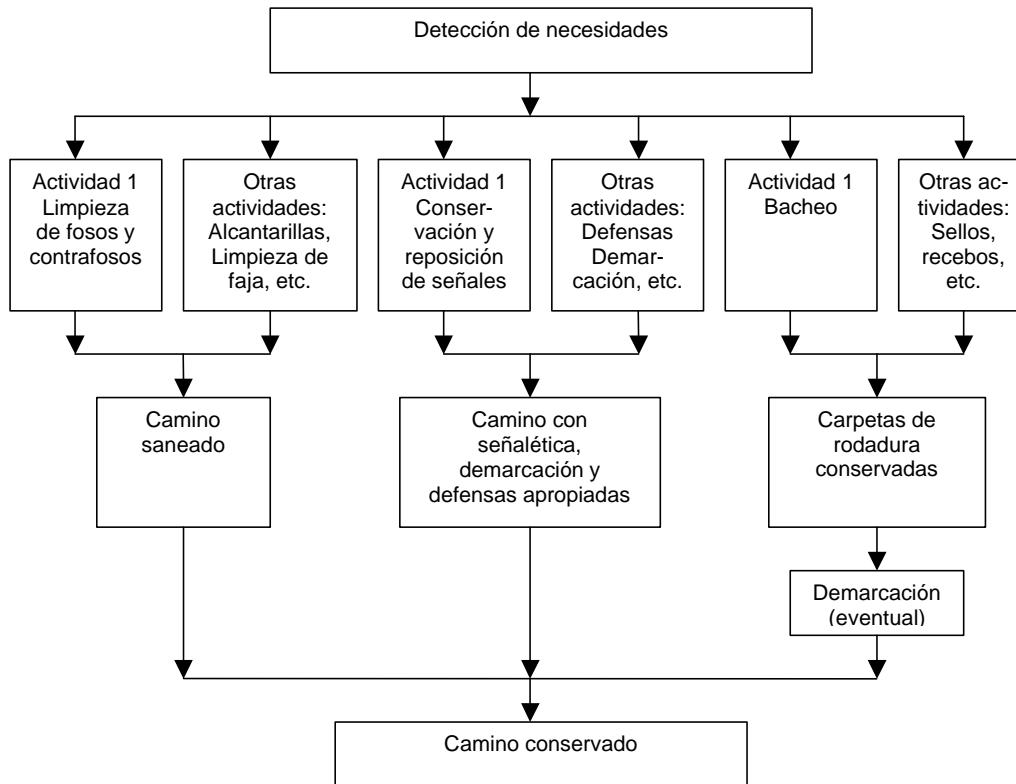 Detección de necesidades
Actividad 1
Limpieza
de fosos y
contrafosos
Otras
actividades:
Alcantarillas,
Limpieza de
faja, etc.
Actividad 1
Conser-
vación y
reposición
de señales
Otras
actividades:
Defensas
Demar-
cación, etc.
Actividad 1
Bacheo
Otras ac-
tividades:
Sellos,
recebos,
etc.
Camino
saneado
Camino con
señalética,
demarcación y
defensas apropiadas
Carpetas de
rodadura
conservadas
Demarcación
(eventual)
Camino conservado